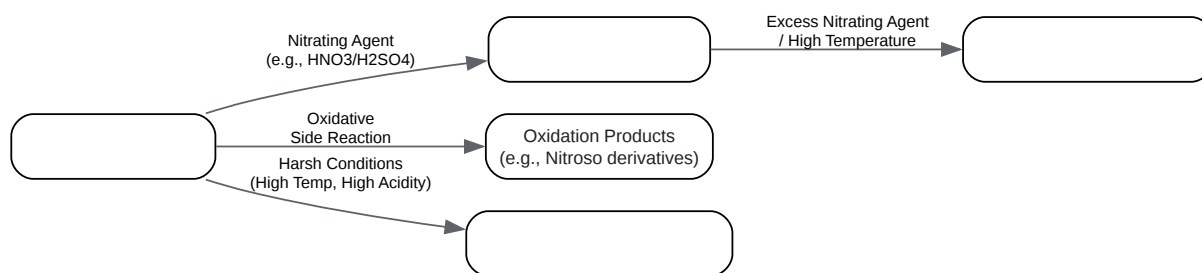 Nitrating Agent
(e.g., HNO3/H2SO4)
Excess Nitrating Agent
/ High Temperature
Oxidative
Side Reaction
Oxidation Products
(e.g., Nitroso derivatives)
Harsh Conditions
(High Temp, High Acidity)